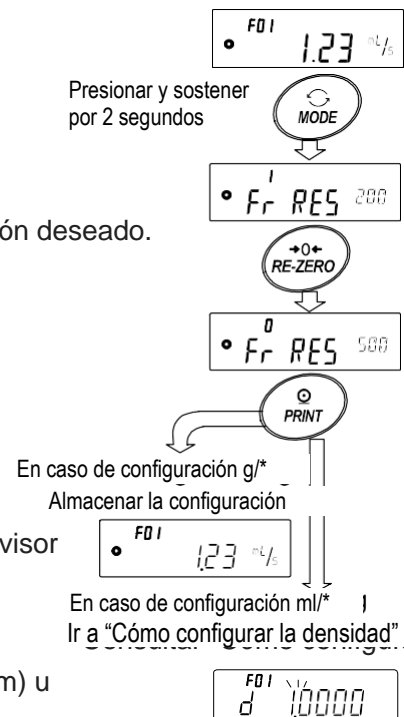 F01
1.23 mL/s
Presionar y sostener
por 2 segundos
MODE
1
Fr RES 200
ón deseado.
→0←
RE-ZERO
0
Fr RES 500
PRINT
En caso de configuración g/*
Almacenar la configuración
visor
F01
1.23 mL/s
En caso de configuración ml/*
Ir a “Cómo configurar la densidad”
m) u
F01
d 1.0000